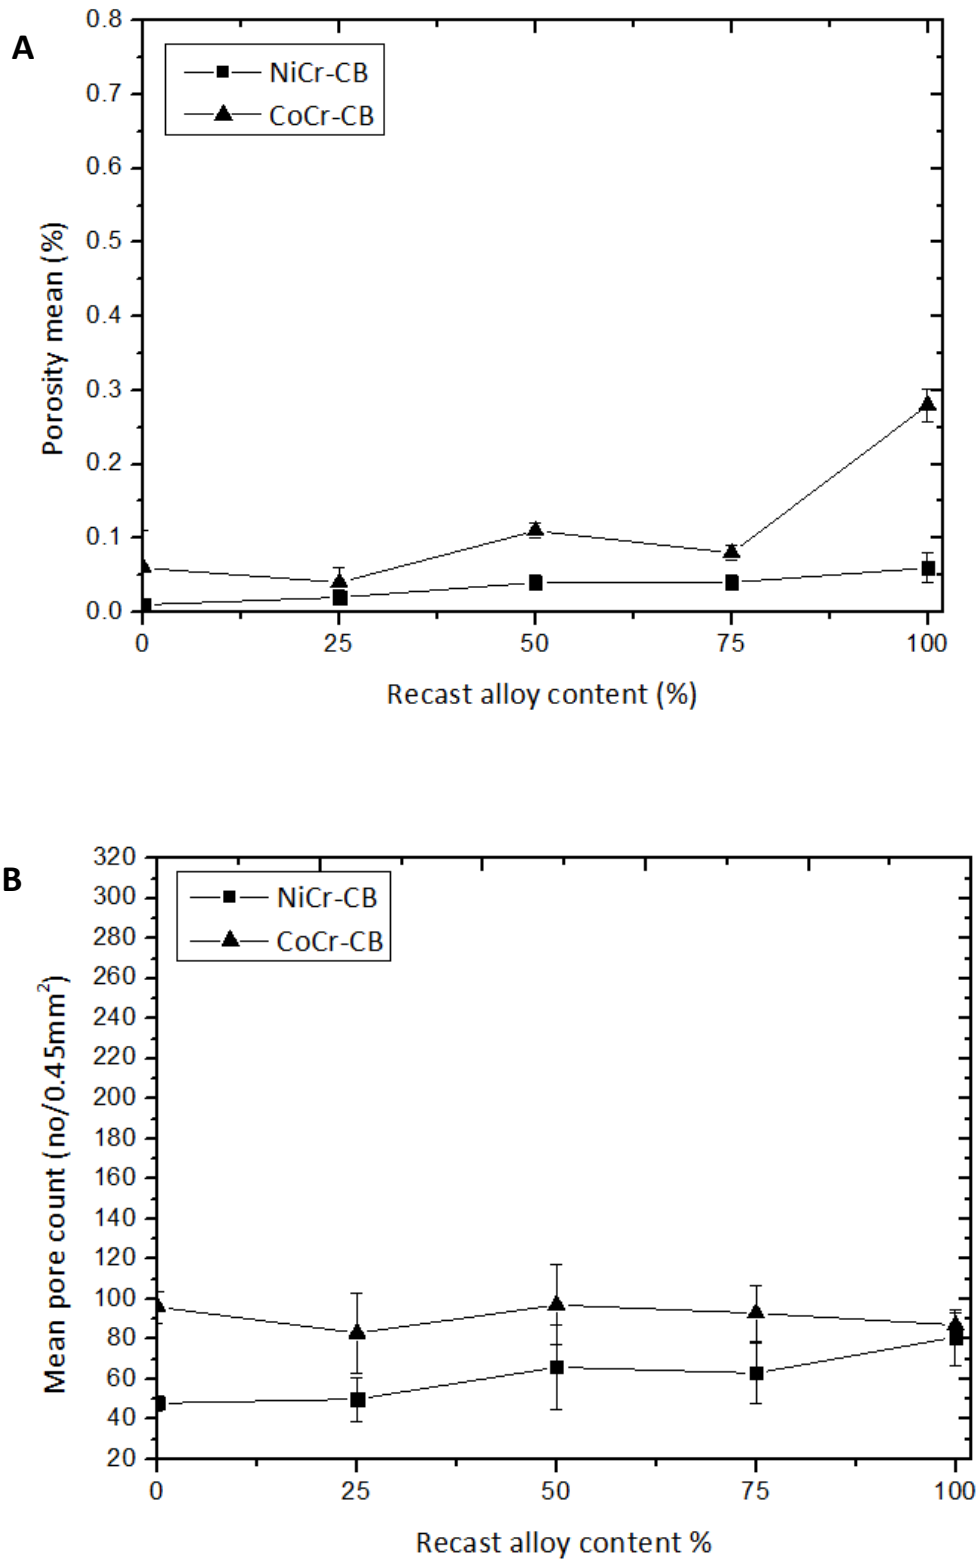 A
0.8
0.7
0.6
0.5
0.4
0.3
0.2
0.1
0.0
Porosity mean (%)
NiCr-CB
CoCr-CB
0 25 50 75 100
Recast alloy content (%)
B
320
300
280
260
240
220
200
180
160
140
120
100
80
60
40
20
Mean pore count (no/0.45mm²)
NiCr-CB
CoCr-CB
0 25 50 75 100
Recast alloy content %